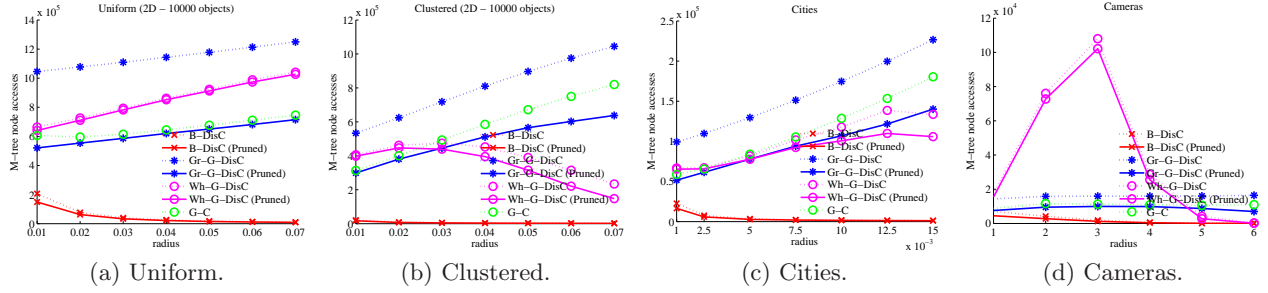 Uniform (2D − 10000 objects)
x 10^5
M−tree node accesses
14
12
10
8
6
4
2
0
0.01 0.02 0.03 0.04 0.05 0.06 0.07
radius
B−DisC
B−DisC (Pruned)
Gr−G−DisC
Gr−G−DisC (Pruned)
Wh−G−DisC
Wh−G−DisC (Pruned)
G−C
(a) Uniform.
Clustered (2D − 10000 objects)
x 10^5
M−tree node accesses
12
10
8
6
4
2
0
0.01 0.02 0.03 0.04 0.05 0.06 0.07
radius
B−DisC
B−DisC (Pruned)
Gr−G−DisC
Gr−G−DisC (Pruned)
Wh−G−DisC
Wh−G−DisC (Pruned)
G−C
(b) Clustered.
Cities
x 10^5
M−tree node accesses
2.5
2
1.5
1
0.5
0
1 2.5 5 7.5 10 12.5 15
x 10^−3
radius
B−DisC
B−DisC (Pruned)
Gr−G−DisC
Gr−G−DisC (Pruned)
Wh−G−DisC
Wh−G−DisC (Pruned)
G−C
(c) Cities.
Cameras
x 10^4
M−tree node accesses
12
10
8
6
4
2
0
1 2 3 4 5 6
radius
B−DisC
B−DisC (Pruned)
Gr−G−DisC
Gr−G−DisC (Pruned)
Wh−G−DisC
Wh−G−DisC (Pruned)
G−C
(d) Cameras.